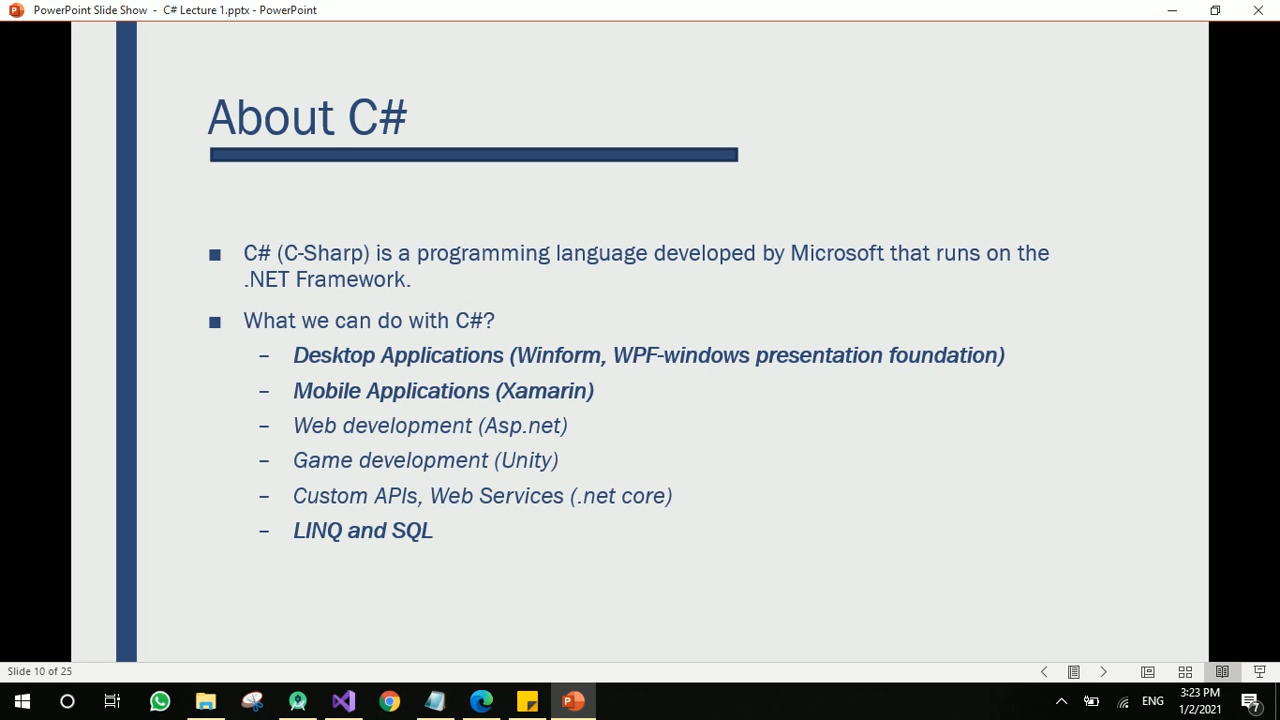 PowerPoint Slide Show - C# Lecture 1.pptx - PowerPoint
About C#
■ C# (C-Sharp) is a programming language developed by Microsoft that runs on the
.NET Framework.
■ What we can do with C#?
– Desktop Applications (Winform, WPF-windows presentation foundation)
– Mobile Applications (Xamarin)
– Web development (Asp.net)
– Game development (Unity)
– Custom APIs, Web Services (.net core)
– LINQ and SQL
Slide 10 of 25
ENG
3:23 PM
1/2/2021
7